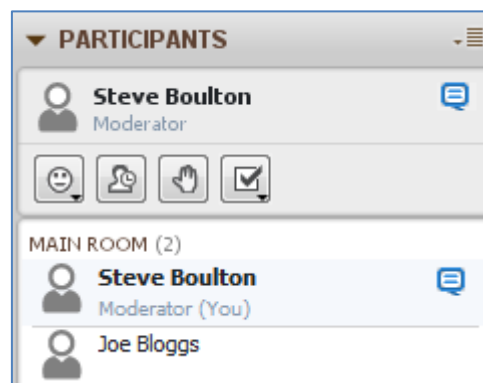 PARTICIPANTS
Steve Boulton
Moderator
MAIN ROOM (2)
Steve Boulton
Moderator (You)
Joe Bloggs